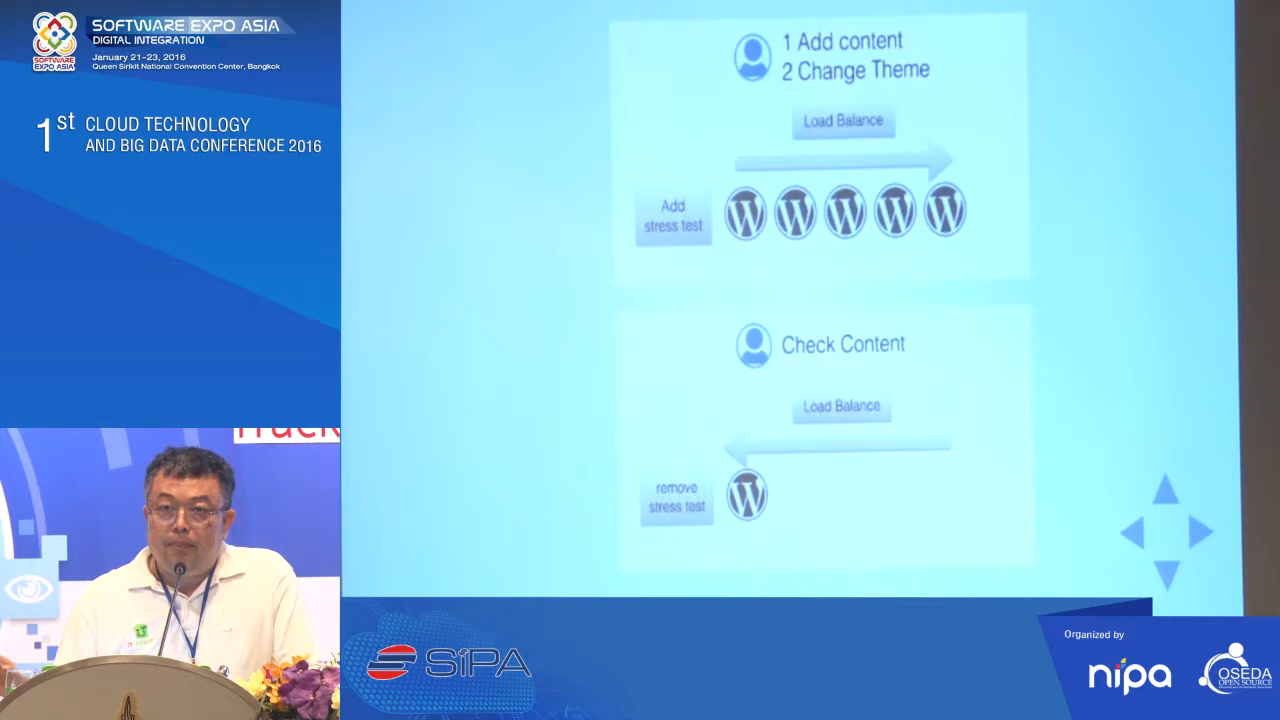 SOFTWARE EXPO ASIA
DIGITAL INTEGRATION
January 21-23, 2016
Queen Sirikit National Convention Center, Bangkok
SOFTWARE
EXPO ASIA
1st CLOUD TECHNOLOGY
AND BIG DATA CONFERENCE 2016
1 Add content
2 Change Theme
Load Balance
Add
stress test
Check Content
Load Balance
remove
stress test
Track
SiPA
Organized by
nipa
OSEDA
OPEN SOURCE